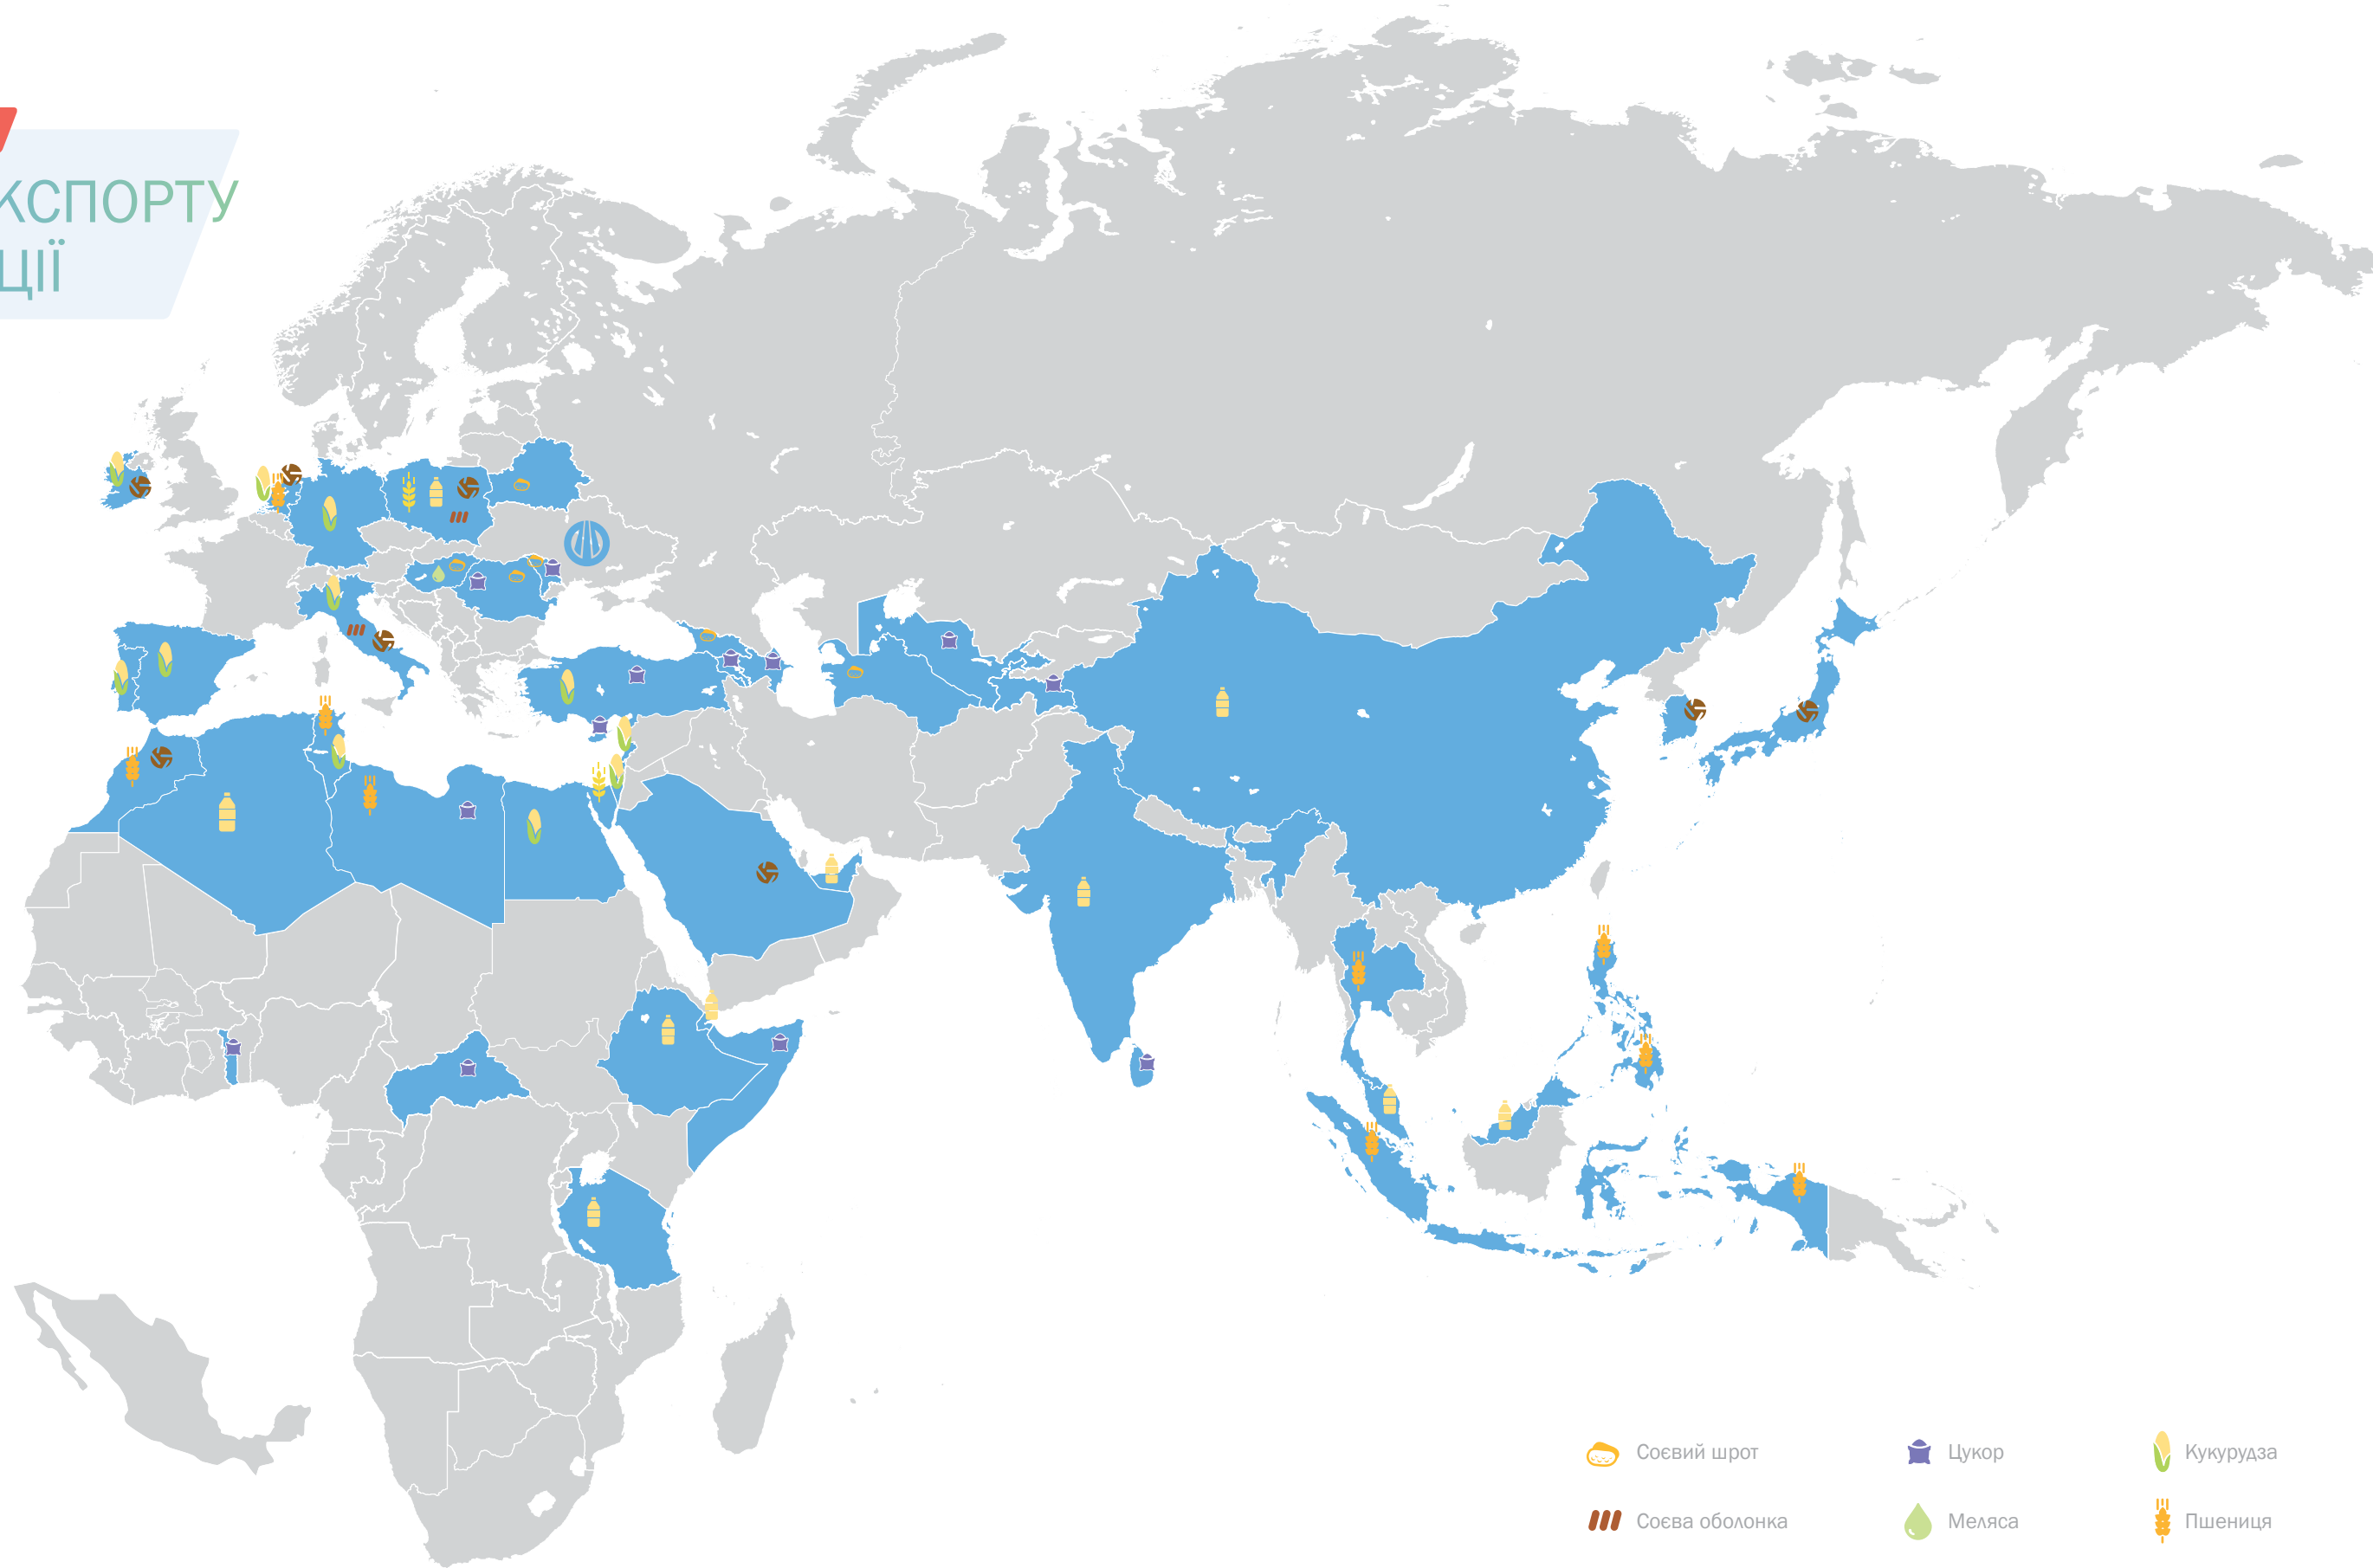 КСПОРТУ
ЦІЇ
Соєвий шрот
Цукор
Кукурудза
Соєва оболонка
Меляса
Пшениця